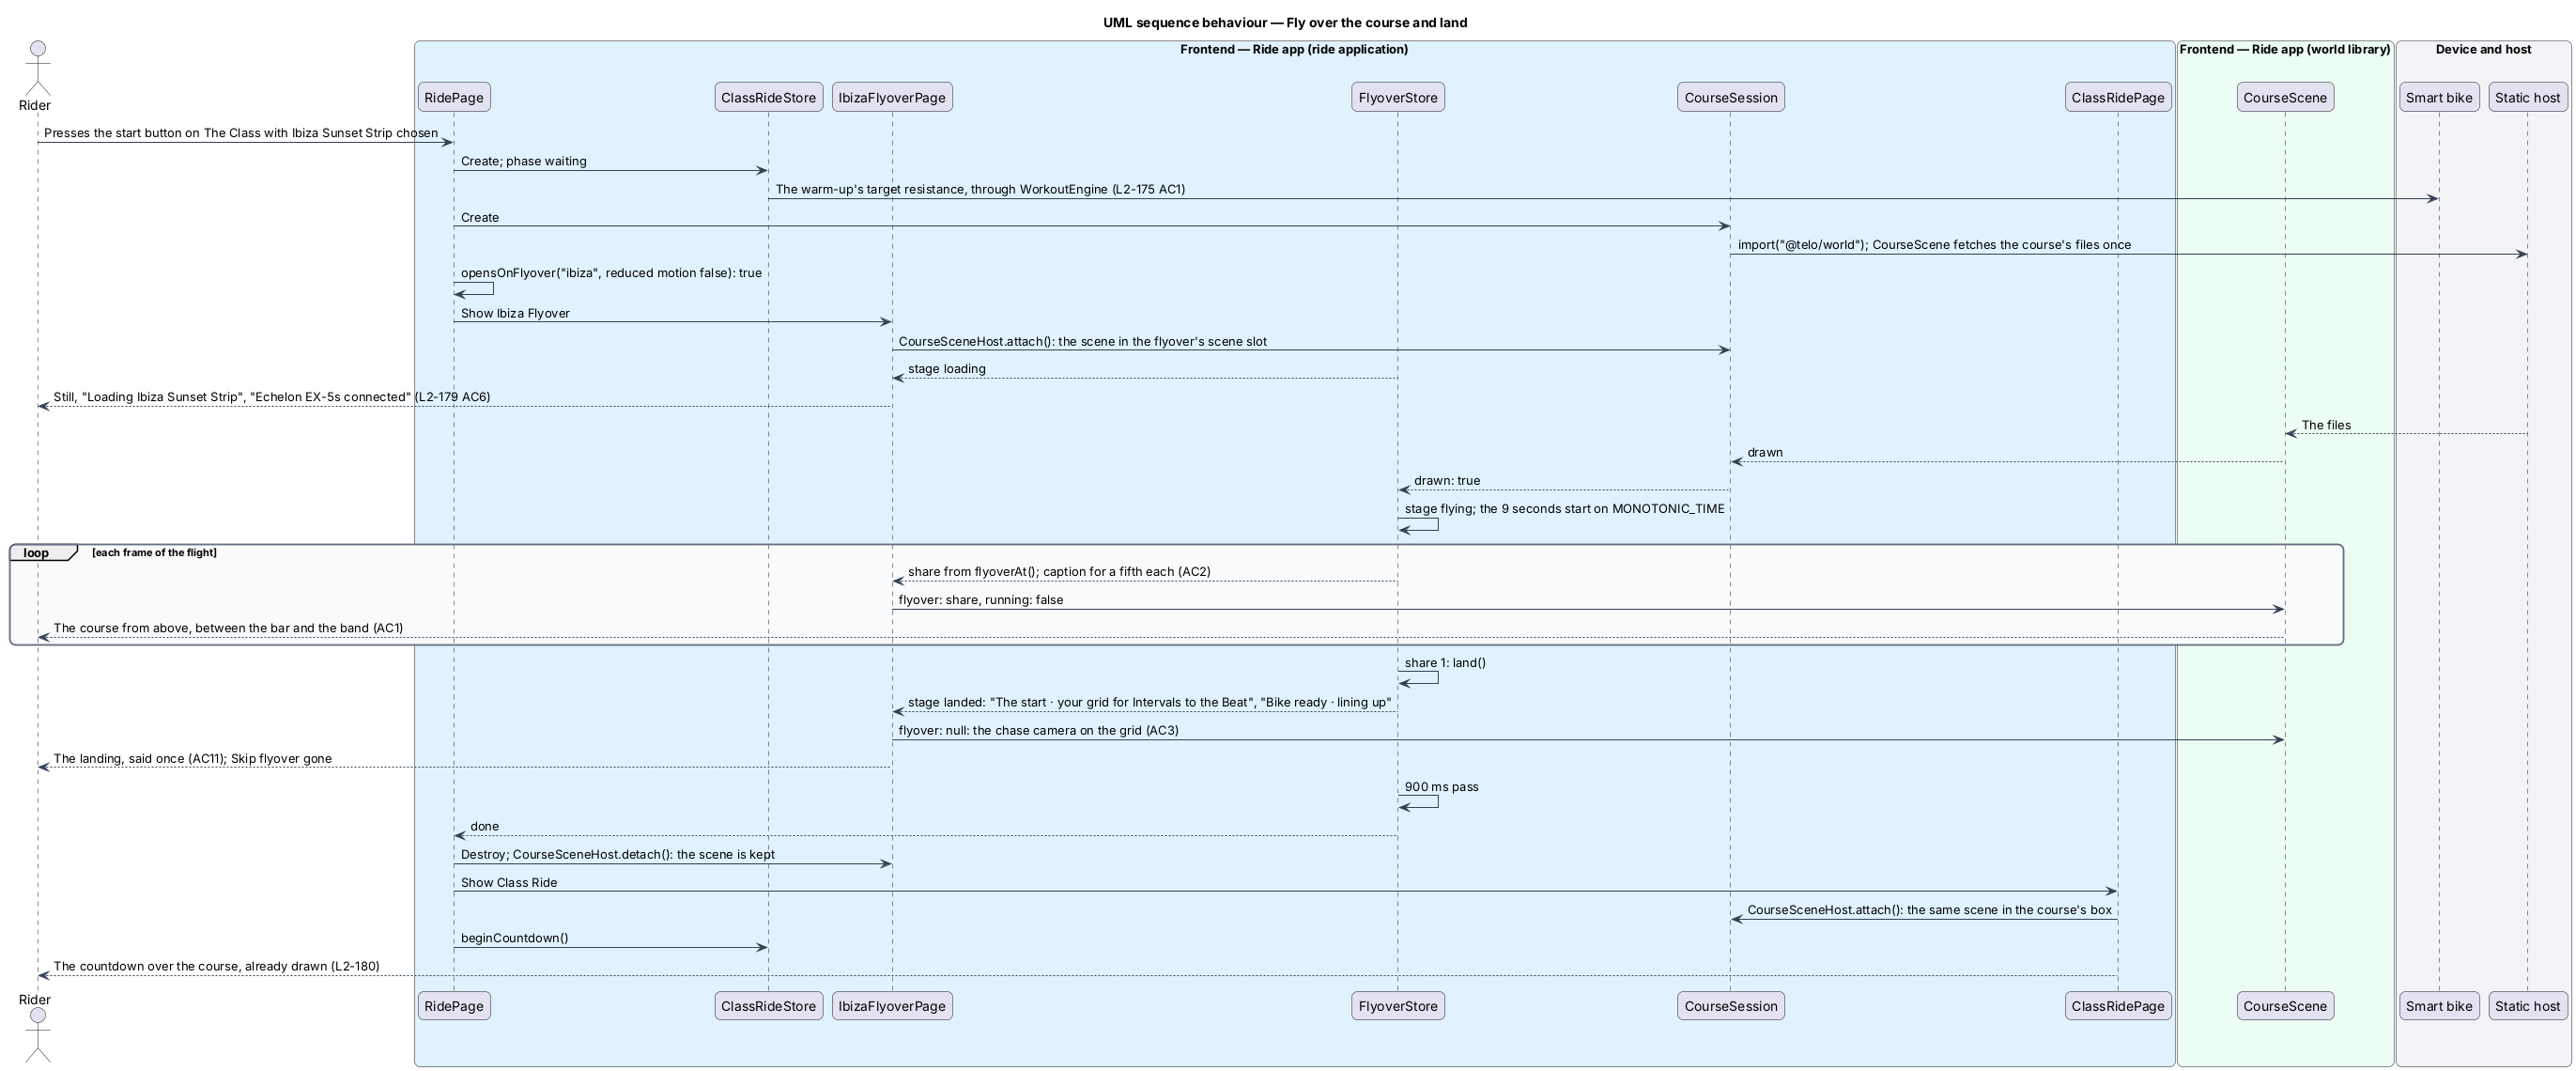 UML sequence behaviour — Fly over the course and land
Frontend — Ride app (ride application)
Frontend — Ride app (world library)
Device and host
Rider
RidePage
ClassRideStore
IbizaFlyoverPage
FlyoverStore
CourseSession
ClassRidePage
CourseScene
Smart bike
Static host
Presses the start button on The Class with Ibiza Sunset Strip chosen
Create; phase waiting
The warm-up's target resistance, through WorkoutEngine (L2-175 AC1)
Create
import("@telo/world"); CourseScene fetches the course's files once
opensOnFlyover("ibiza", reduced motion false): true
Show Ibiza Flyover
CourseSceneHost.attach(): the scene in the flyover's scene slot
stage loading
Still, "Loading Ibiza Sunset Strip", "Echelon EX-5s connected" (L2-179 AC6)
The files
drawn
drawn: true
stage flying; the 9 seconds start on MONOTONIC_TIME
loop
[each frame of the flight]
share from flyoverAt(); caption for a fifth each (AC2)
flyover: share, running: false
The course from above, between the bar and the band (AC1)
share 1: land()
stage landed: "The start · your grid for Intervals to the Beat", "Bike ready · lining up"
flyover: null: the chase camera on the grid (AC3)
The landing, said once (AC11); Skip flyover gone
900 ms pass
done
Destroy; CourseSceneHost.detach(): the scene is kept
Show Class Ride
CourseSceneHost.attach(): the same scene in the course's box
beginCountdown()
The countdown over the course, already drawn (L2-180)
Rider
RidePage
ClassRideStore
IbizaFlyoverPage
FlyoverStore
CourseSession
ClassRidePage
CourseScene
Smart bike
Static host